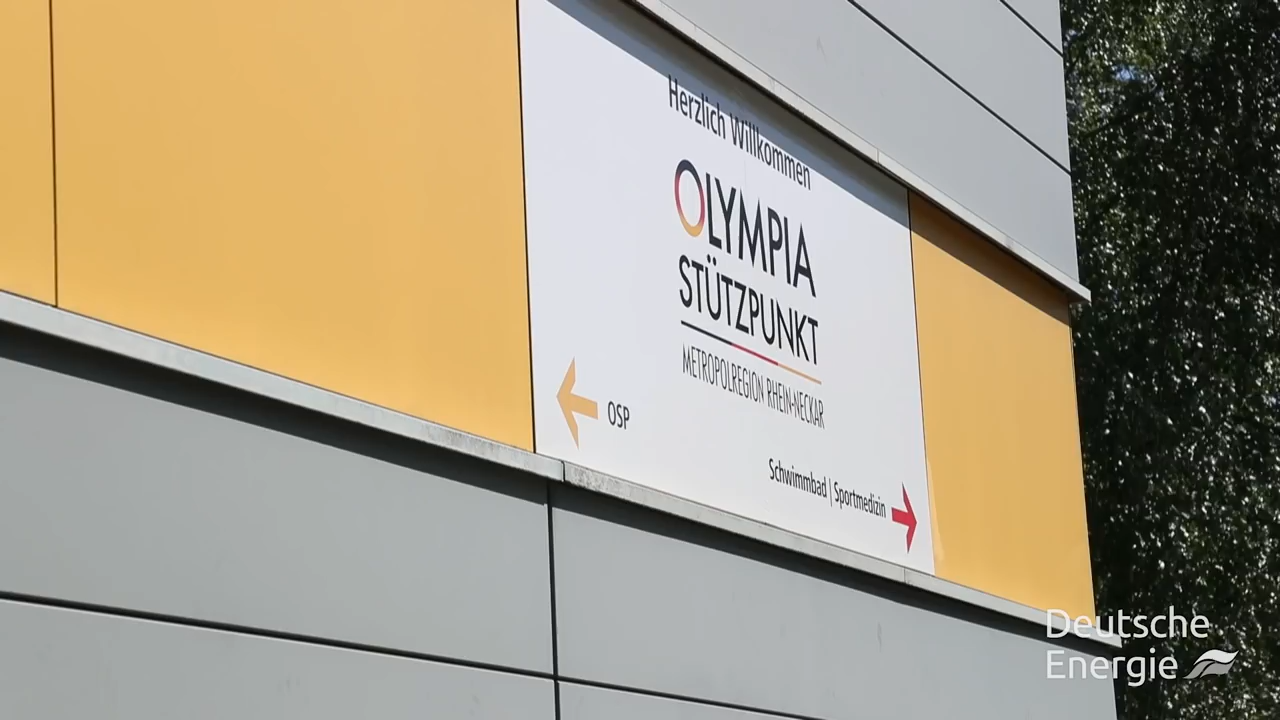 Herzlich Willkommen
OLYMPIA
STÜTZPUNKT
METROPOLREGION RHEIN-NECKAR
OSP
Schwimmbad | Sportmedizin
Deutsche
Energie